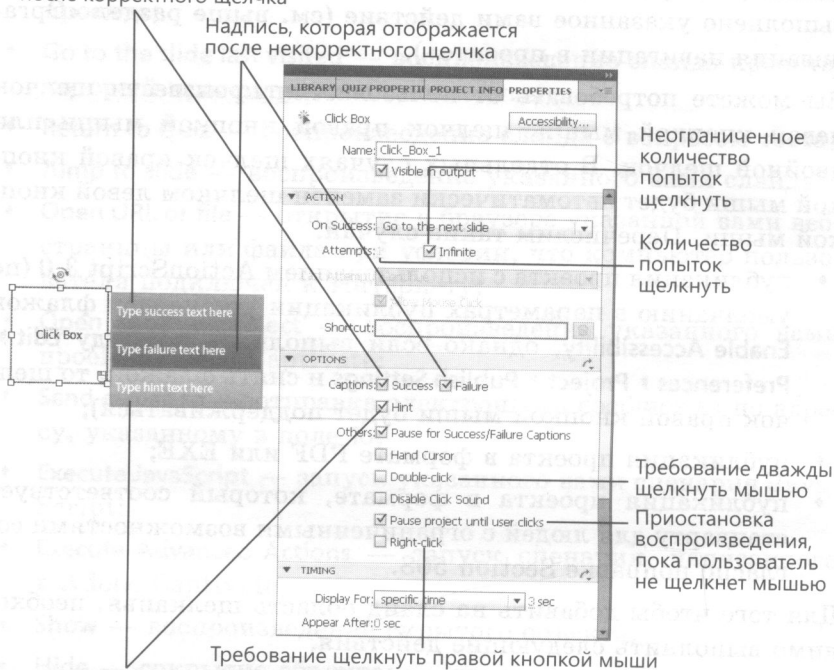 после корректного щелчка
Надпись, которая отображается
после некорректного щелчка
LIBRARY QUIZ PROPERTIE PROJECT INFO PROPERTIES
Click Box
Accessibility...
Name: Click_Box_1
Visible in output
ACTION
On Success: Go to the next slide
Attempts: Infinite
Shortcut:
OPTIONS
Captions: Success Failure
Hint
Others: Pause for Success/Failure Captions
Hand Cursor
Double-click
Disable Click Sound
Pause project until user clicks
Right-
TIMING
Display For: specific time 3 sec
Appear After: 0 sec
Click Box
Type success text here
Type failure text here
Type hint text here
Неограниченное
количество
попыток
щелкнуть
Количество
попыток
щелкнуть
Требование дважды
щелкнуть мышью
Приостановка
воспроизведения,
пока пользователь
не щелкнет мышью
Требование щелкнуть правой кнопкой мыши